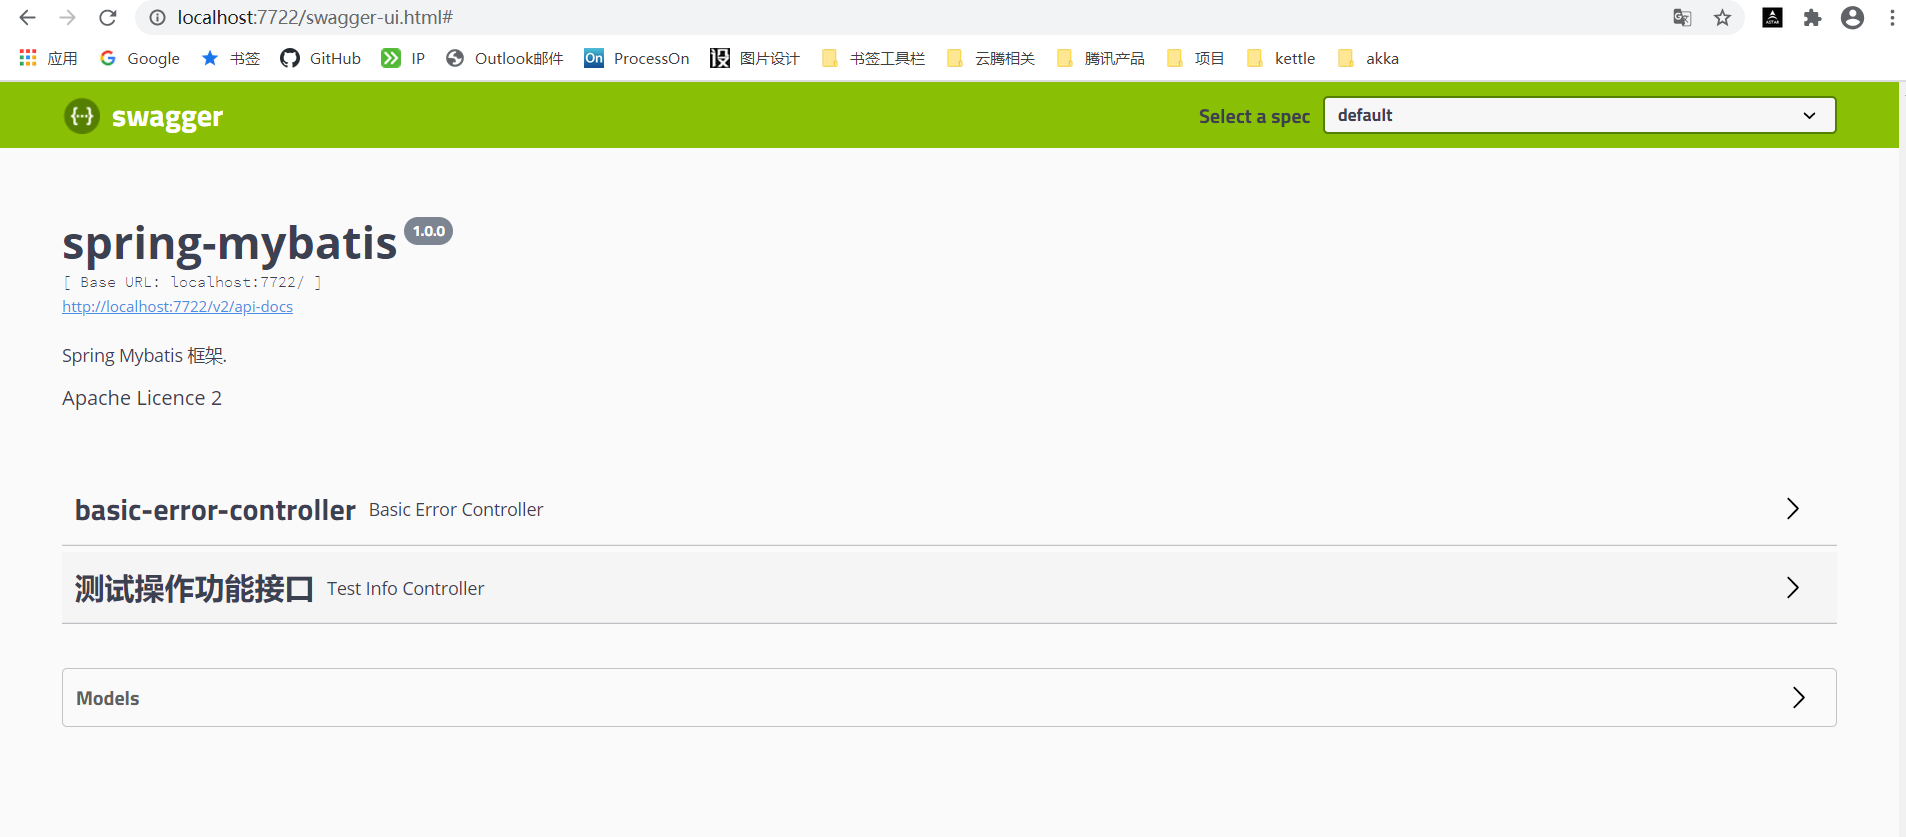 localhost:7722/swagger-ui.html#
应用 Google 书签 GitHub IP Outlook邮件 On ProcessOn 图片设计 书签工具栏 云腾相关 腾讯产品 项目 kettle akka
{···} swagger Select a spec default
spring-mybatis 1.0.0
[ Base URL: localhost:7722/ ]
http://localhost:7722/v2/api-docs
Spring Mybatis 框架.
Apache Licence 2
basic-error-controller Basic Error Controller
测试操作功能接口 Test Info Controller
Models